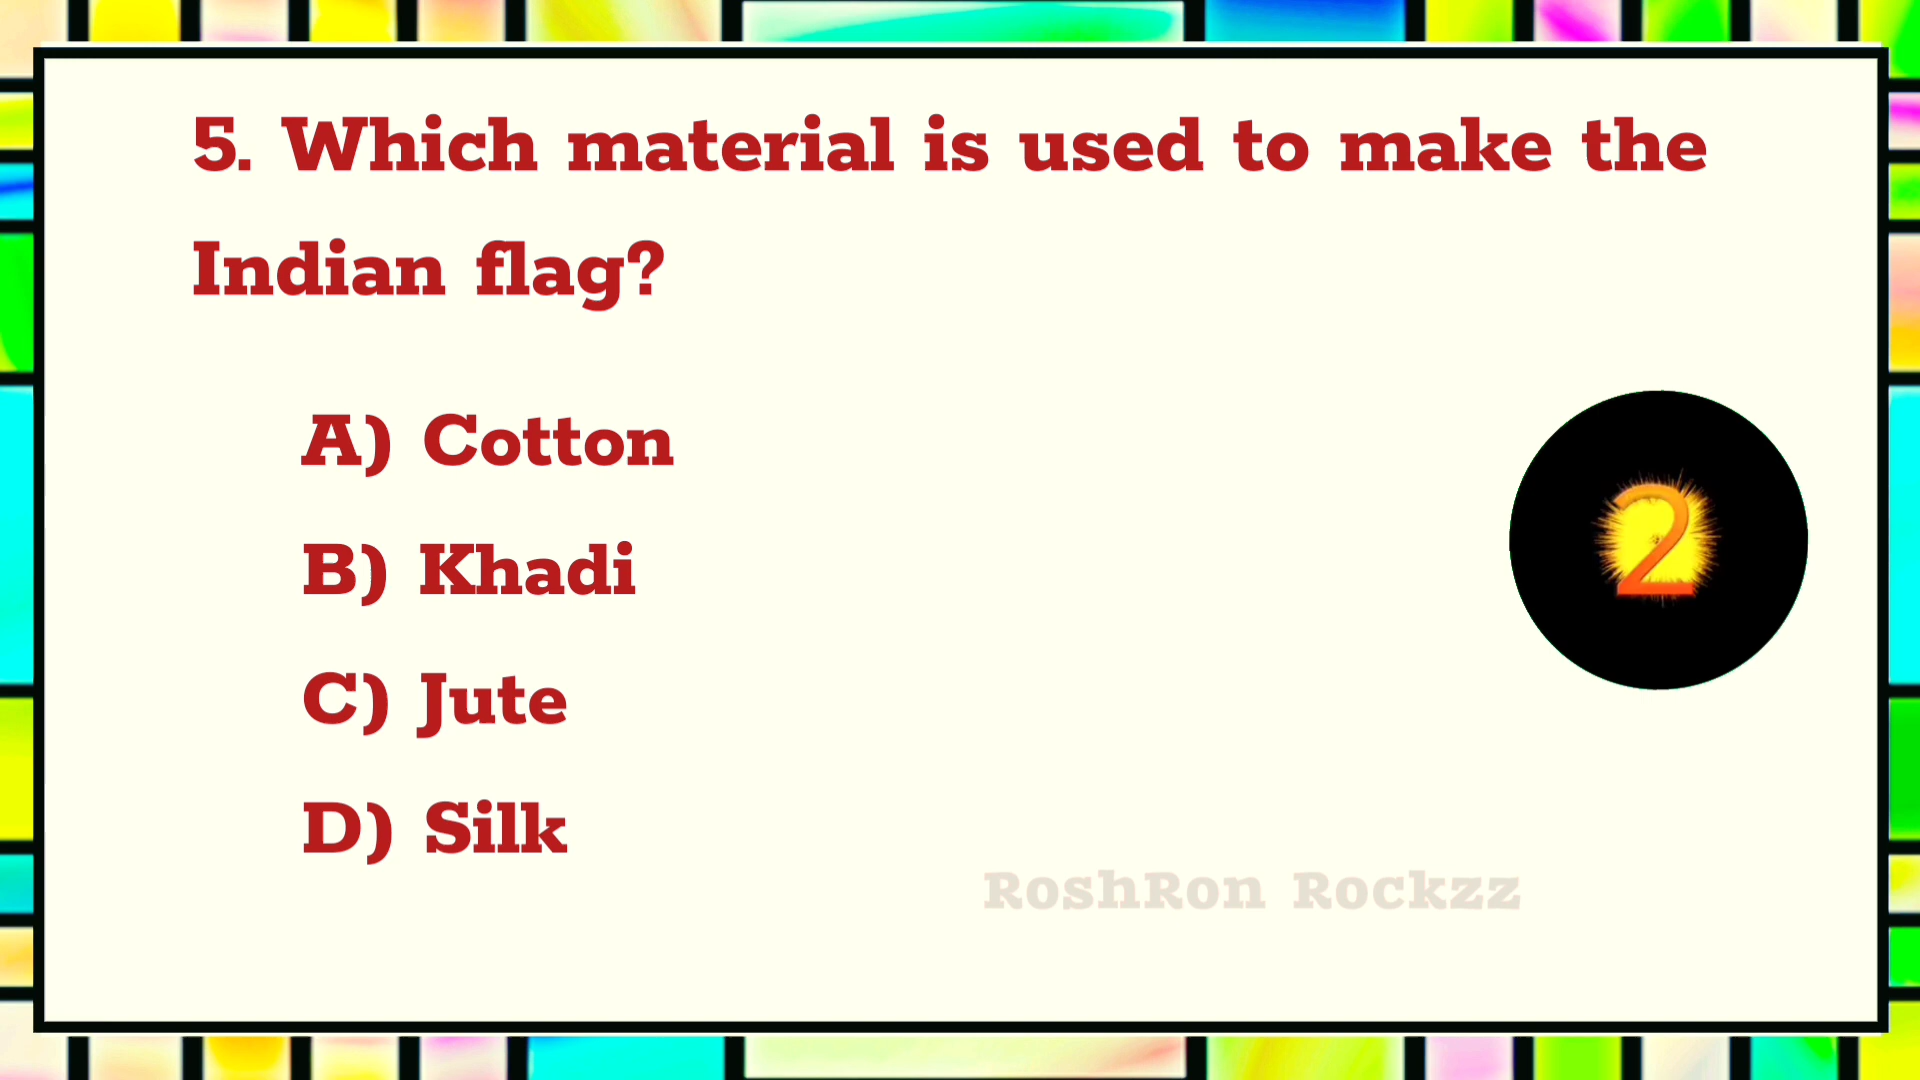 5. Which material is used to make the
Indian flag?
A) Cotton
B) Khadi
2
C) Jute
D) Silk
RoshRon Rockzz